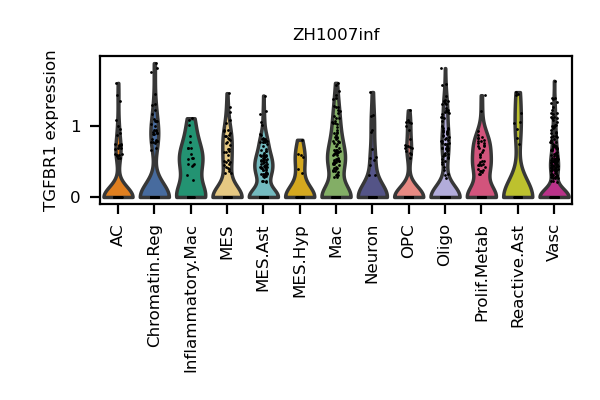 ZH1007inf
TGFBR1 expression
1
0
AC
Chromatin.Reg
Inflammatory.Mac
MES
MES.Ast
MES.Hyp
Mac
Neuron
OPC
Oligo
Prolif.Metab
Reactive.Ast
Vasc